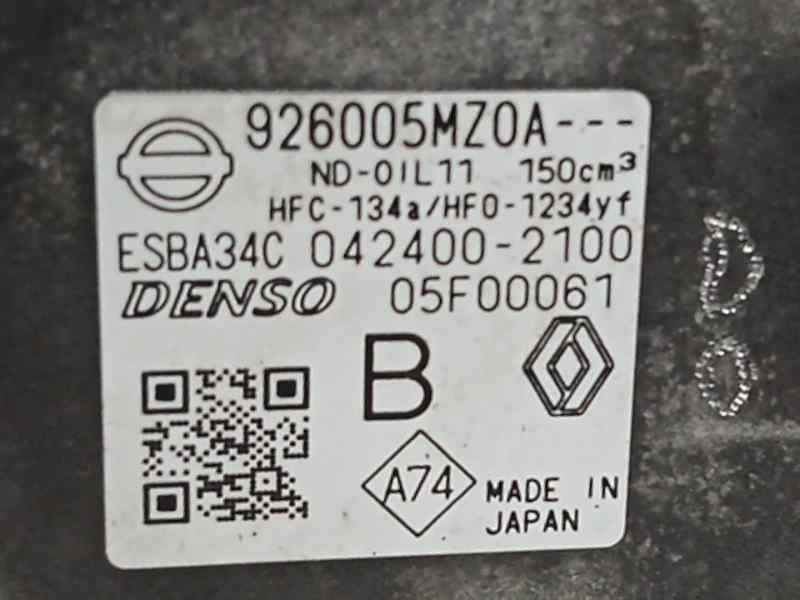 926005MZ0A---
ND-OIL11 150cm³
HFC-134a/HFO-1234yf
ESBA34C 042400-2100
DENSO 05F00061
B
A74
MADE IN
JAPAN
D
O